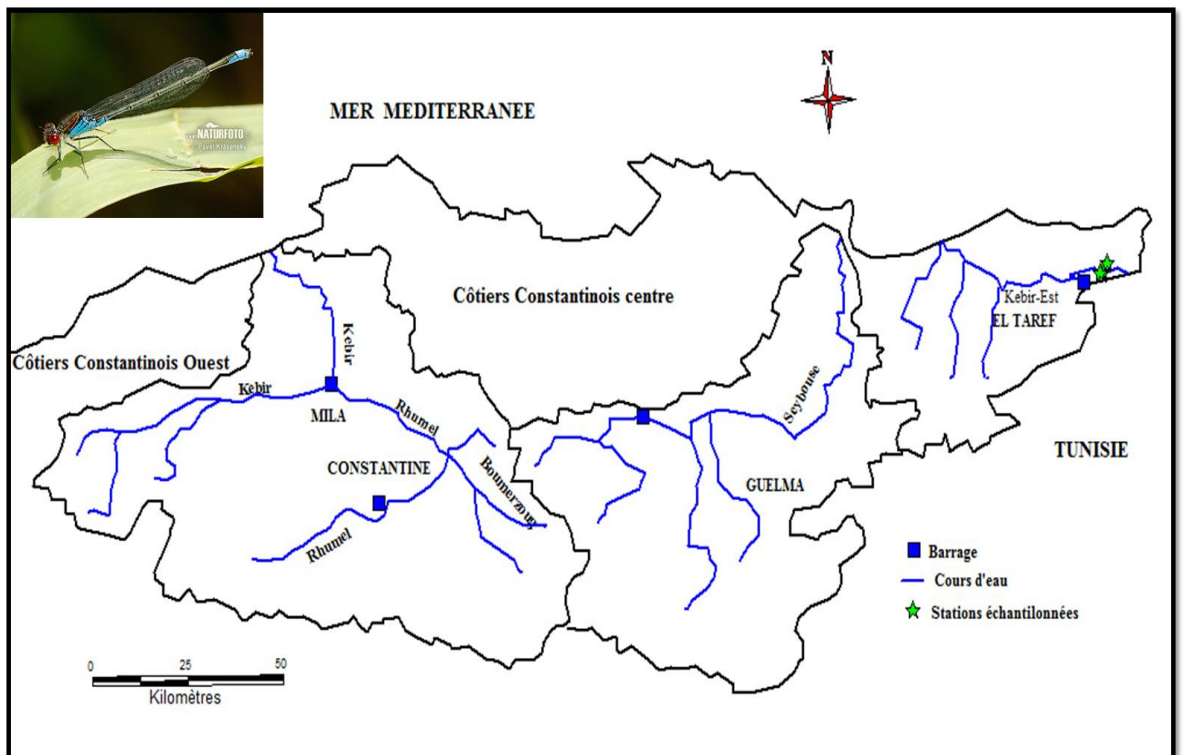 NATURFOTO
N
MER MEDITERRANEE
Côtiers Constantinois centre
Côtiers Constantinois Ouest
Kebir
Kebir
MILA
Rhumel
CONSTANTINE
Boumerzoug
Rhumel
Seybouse
GUELMA
Kebir-Est
EL TAREF
TUNISIE
Barrage
Cours d'eau
Stations échantilonnées
0 25 50
Kilomètres